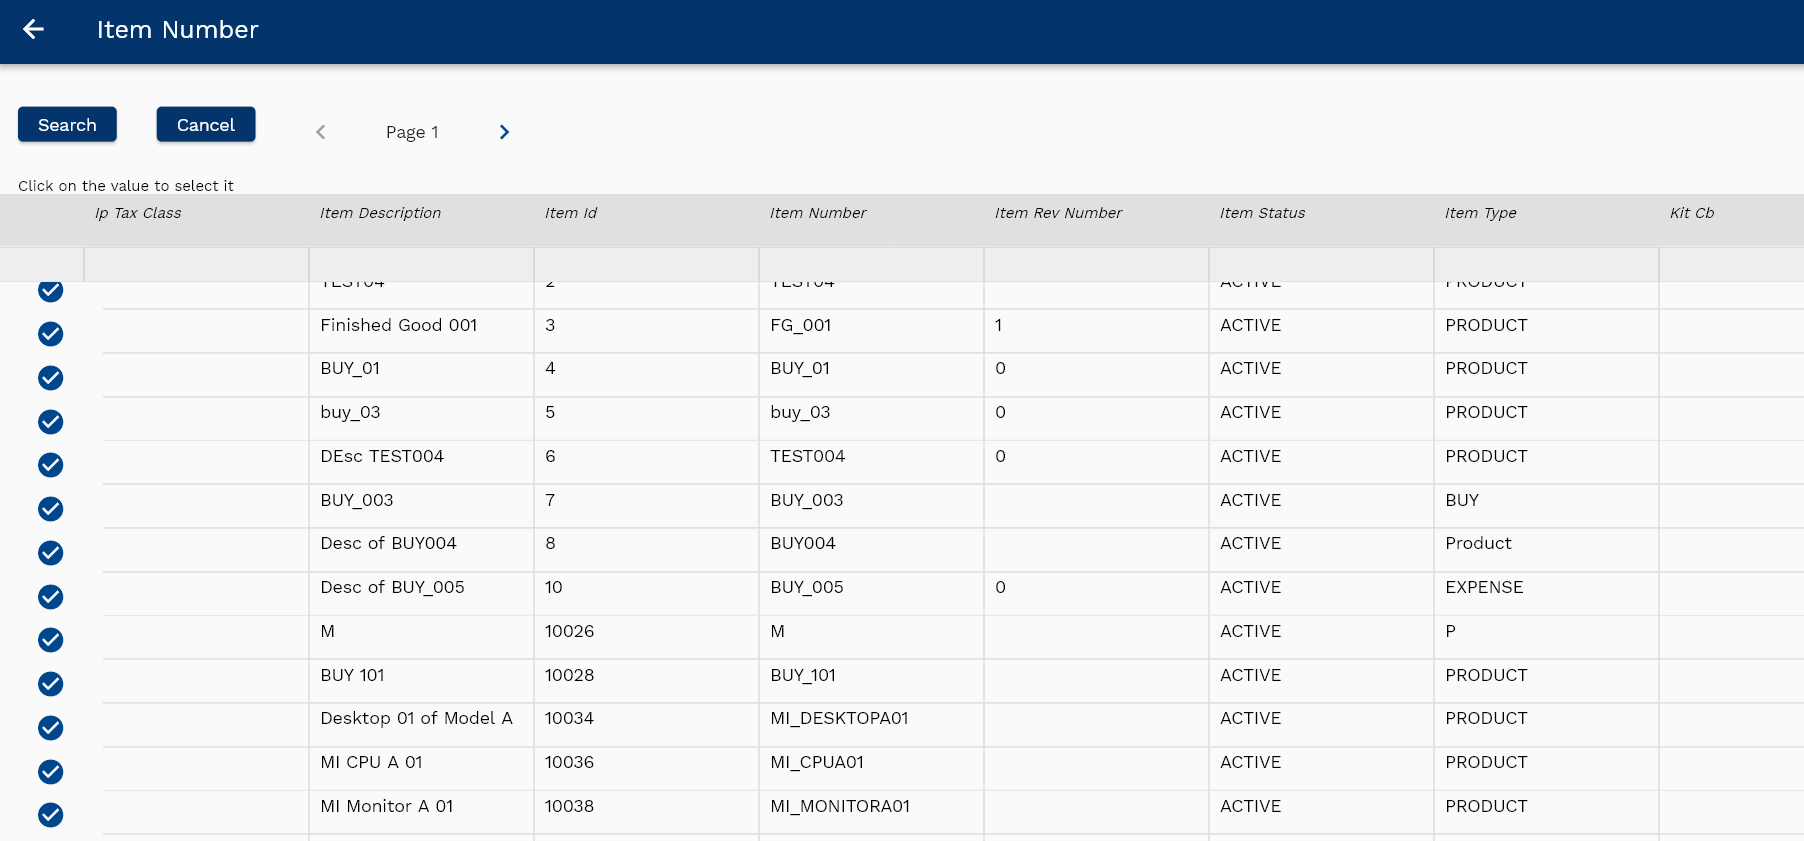 Item Number
Search Cancel Page 1
Click on the value to select it
Ip Tax Class Item Description Item Id Item Number Item Rev Number Item Status Item Type Kit Cb
TEST04 2 TEST04 ACTIVE PRODUCT
Finished Good 001 3 FG_001 1 ACTIVE PRODUCT
BUY_01 4 BUY_01 0 ACTIVE PRODUCT
buy_03 5 buy_03 0 ACTIVE PRODUCT
DEsc TEST004 6 TEST004 0 ACTIVE PRODUCT
BUY_003 7 BUY_003 ACTIVE BUY
Desc of BUY004 8 BUY004 ACTIVE Product
Desc of BUY_005 10 BUY_005 0 ACTIVE EXPENSE
M 10026 M ACTIVE P
BUY 101 10028 BUY_101 ACTIVE PRODUCT
Desktop 01 of Model A 10034 MI_DESKTOPA01 ACTIVE PRODUCT
MI CPU A 01 10036 MI_CPUA01 ACTIVE PRODUCT
MI Monitor A 01 10038 MI_MONITORA01 ACTIVE PRODUCT